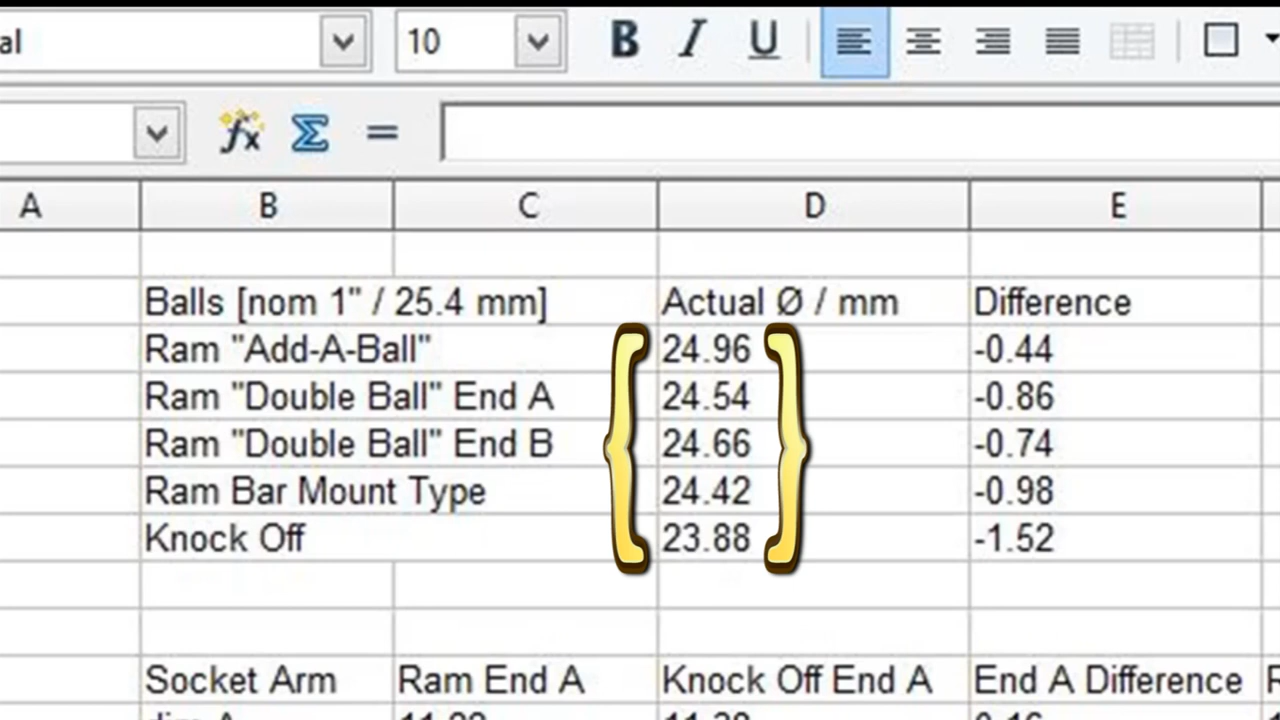 al 10 B I U
fx Σ =
A B C D E
Balls [nom 1" / 25.4 mm] Actual Ø / mm Difference
Ram "Add-A-Ball" 24.96 -0.44
Ram "Double Ball" End A 24.54 -0.86
Ram "Double Ball" End B 24.66 -0.74
Ram Bar Mount Type 24.42 -0.98
Knock Off 23.88 -1.52
Socket Arm Ram End A Knock Off End A End A Difference